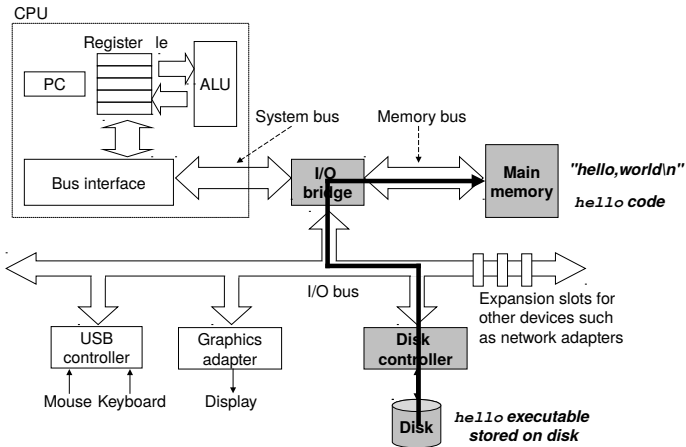 CPU
Register le
PC
ALU
System bus
Memory bus
Bus interface
I/O
bridge
Main
memory
"hello,world\n"
hello code
I/O bus
Expansion slots for
other devices such
as network adapters
USB
controller
Graphics
adapter
Disk
controller
Mouse Keyboard
Display
Disk
hello executable
stored on disk